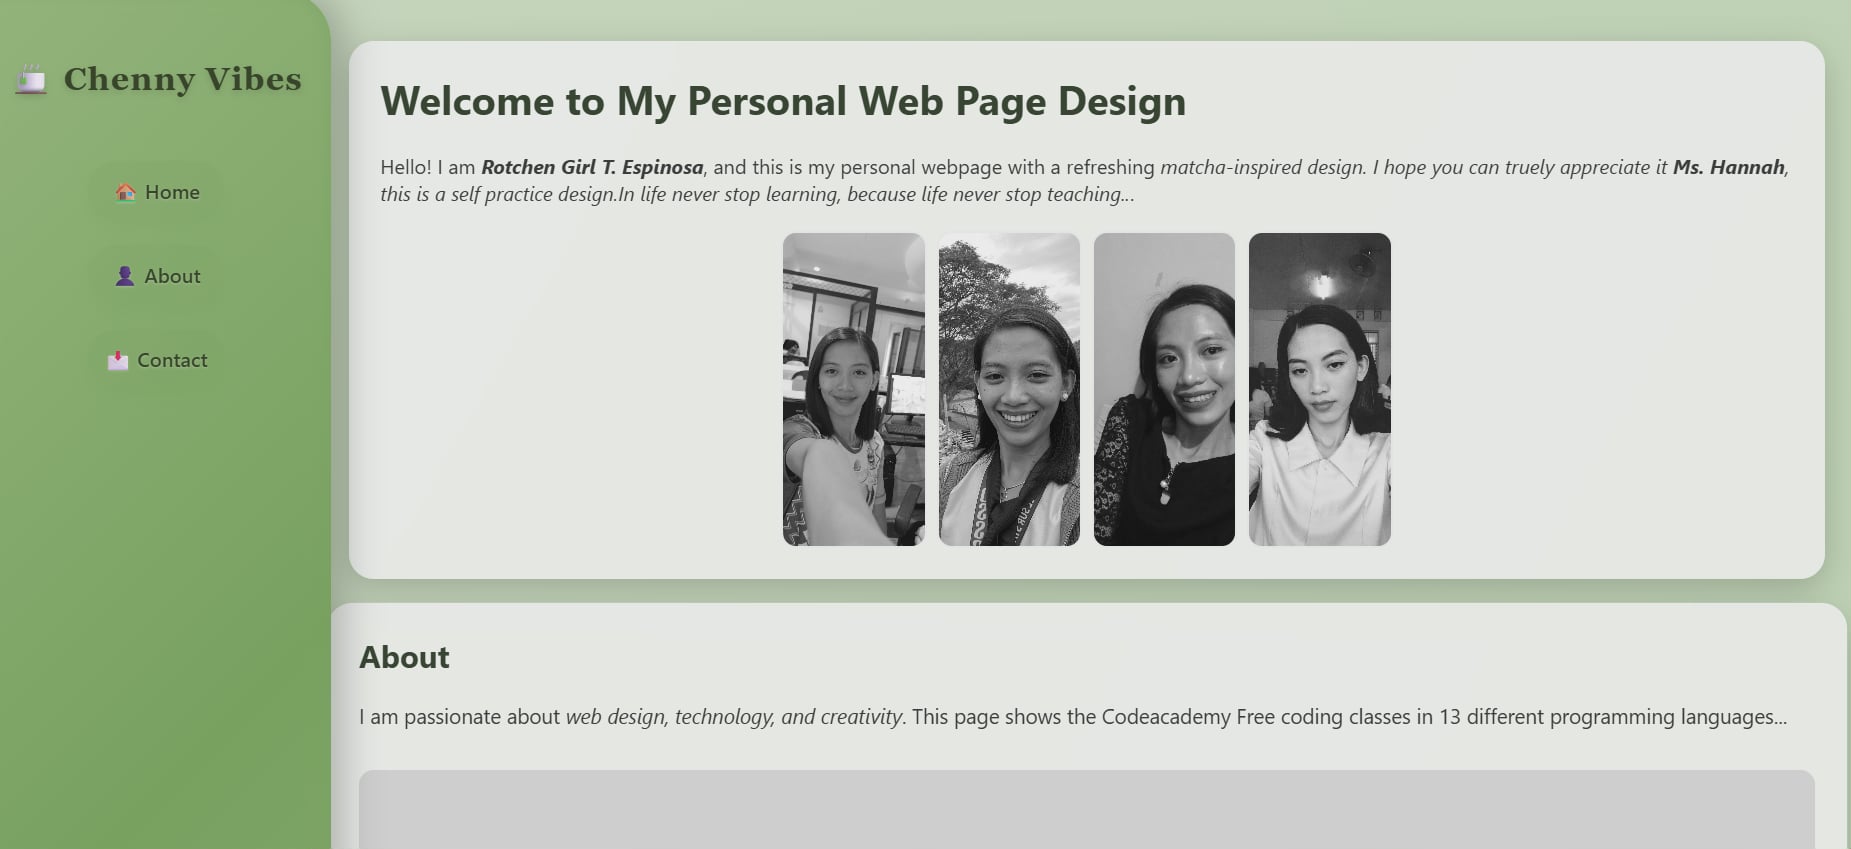 Chenny Vibes
Home
About
Contact
Welcome to My Personal Web Page Design
Hello! I am Rotchen Girl T. Espinosa, and this is my personal webpage with a refreshing matcha-inspired design. I hope you can truely appreciate it Ms. Hannah,
this is a self practice design.In life never stop learning, because life never stop teaching...
About
I am passionate about web design, technology, and creativity. This page shows the Codeacademy Free coding classes in 13 different programming languages...